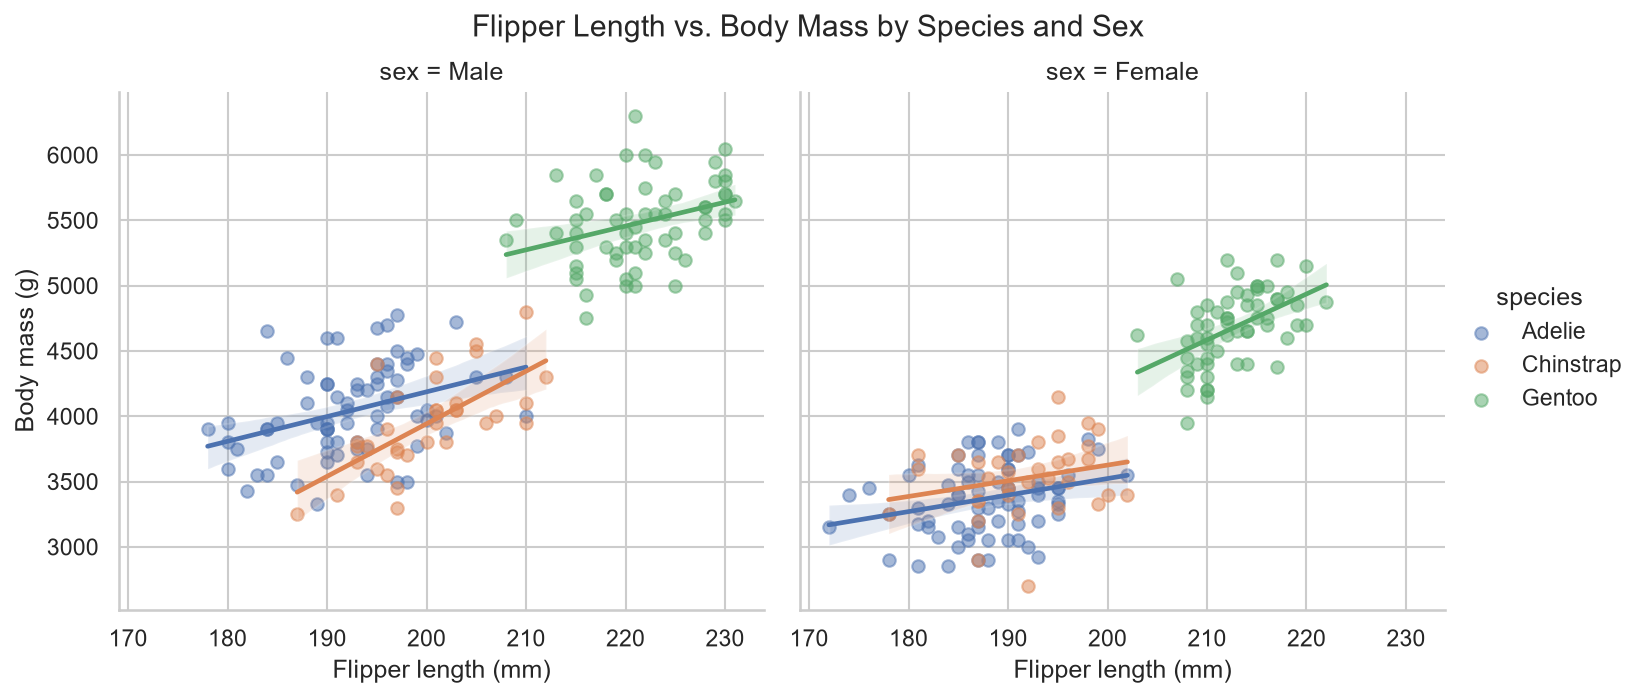 Flipper Length vs. Body Mass by Species and Sex
sex = Male
sex = Female
6000
5500
5000
4500
4000
3500
3000
Body mass (g)
170 180 190 200 210 220 230
170 180 190 200 210 220 230
Flipper length (mm)
Flipper length (mm)
species
Adelie
Chinstrap
Gentoo